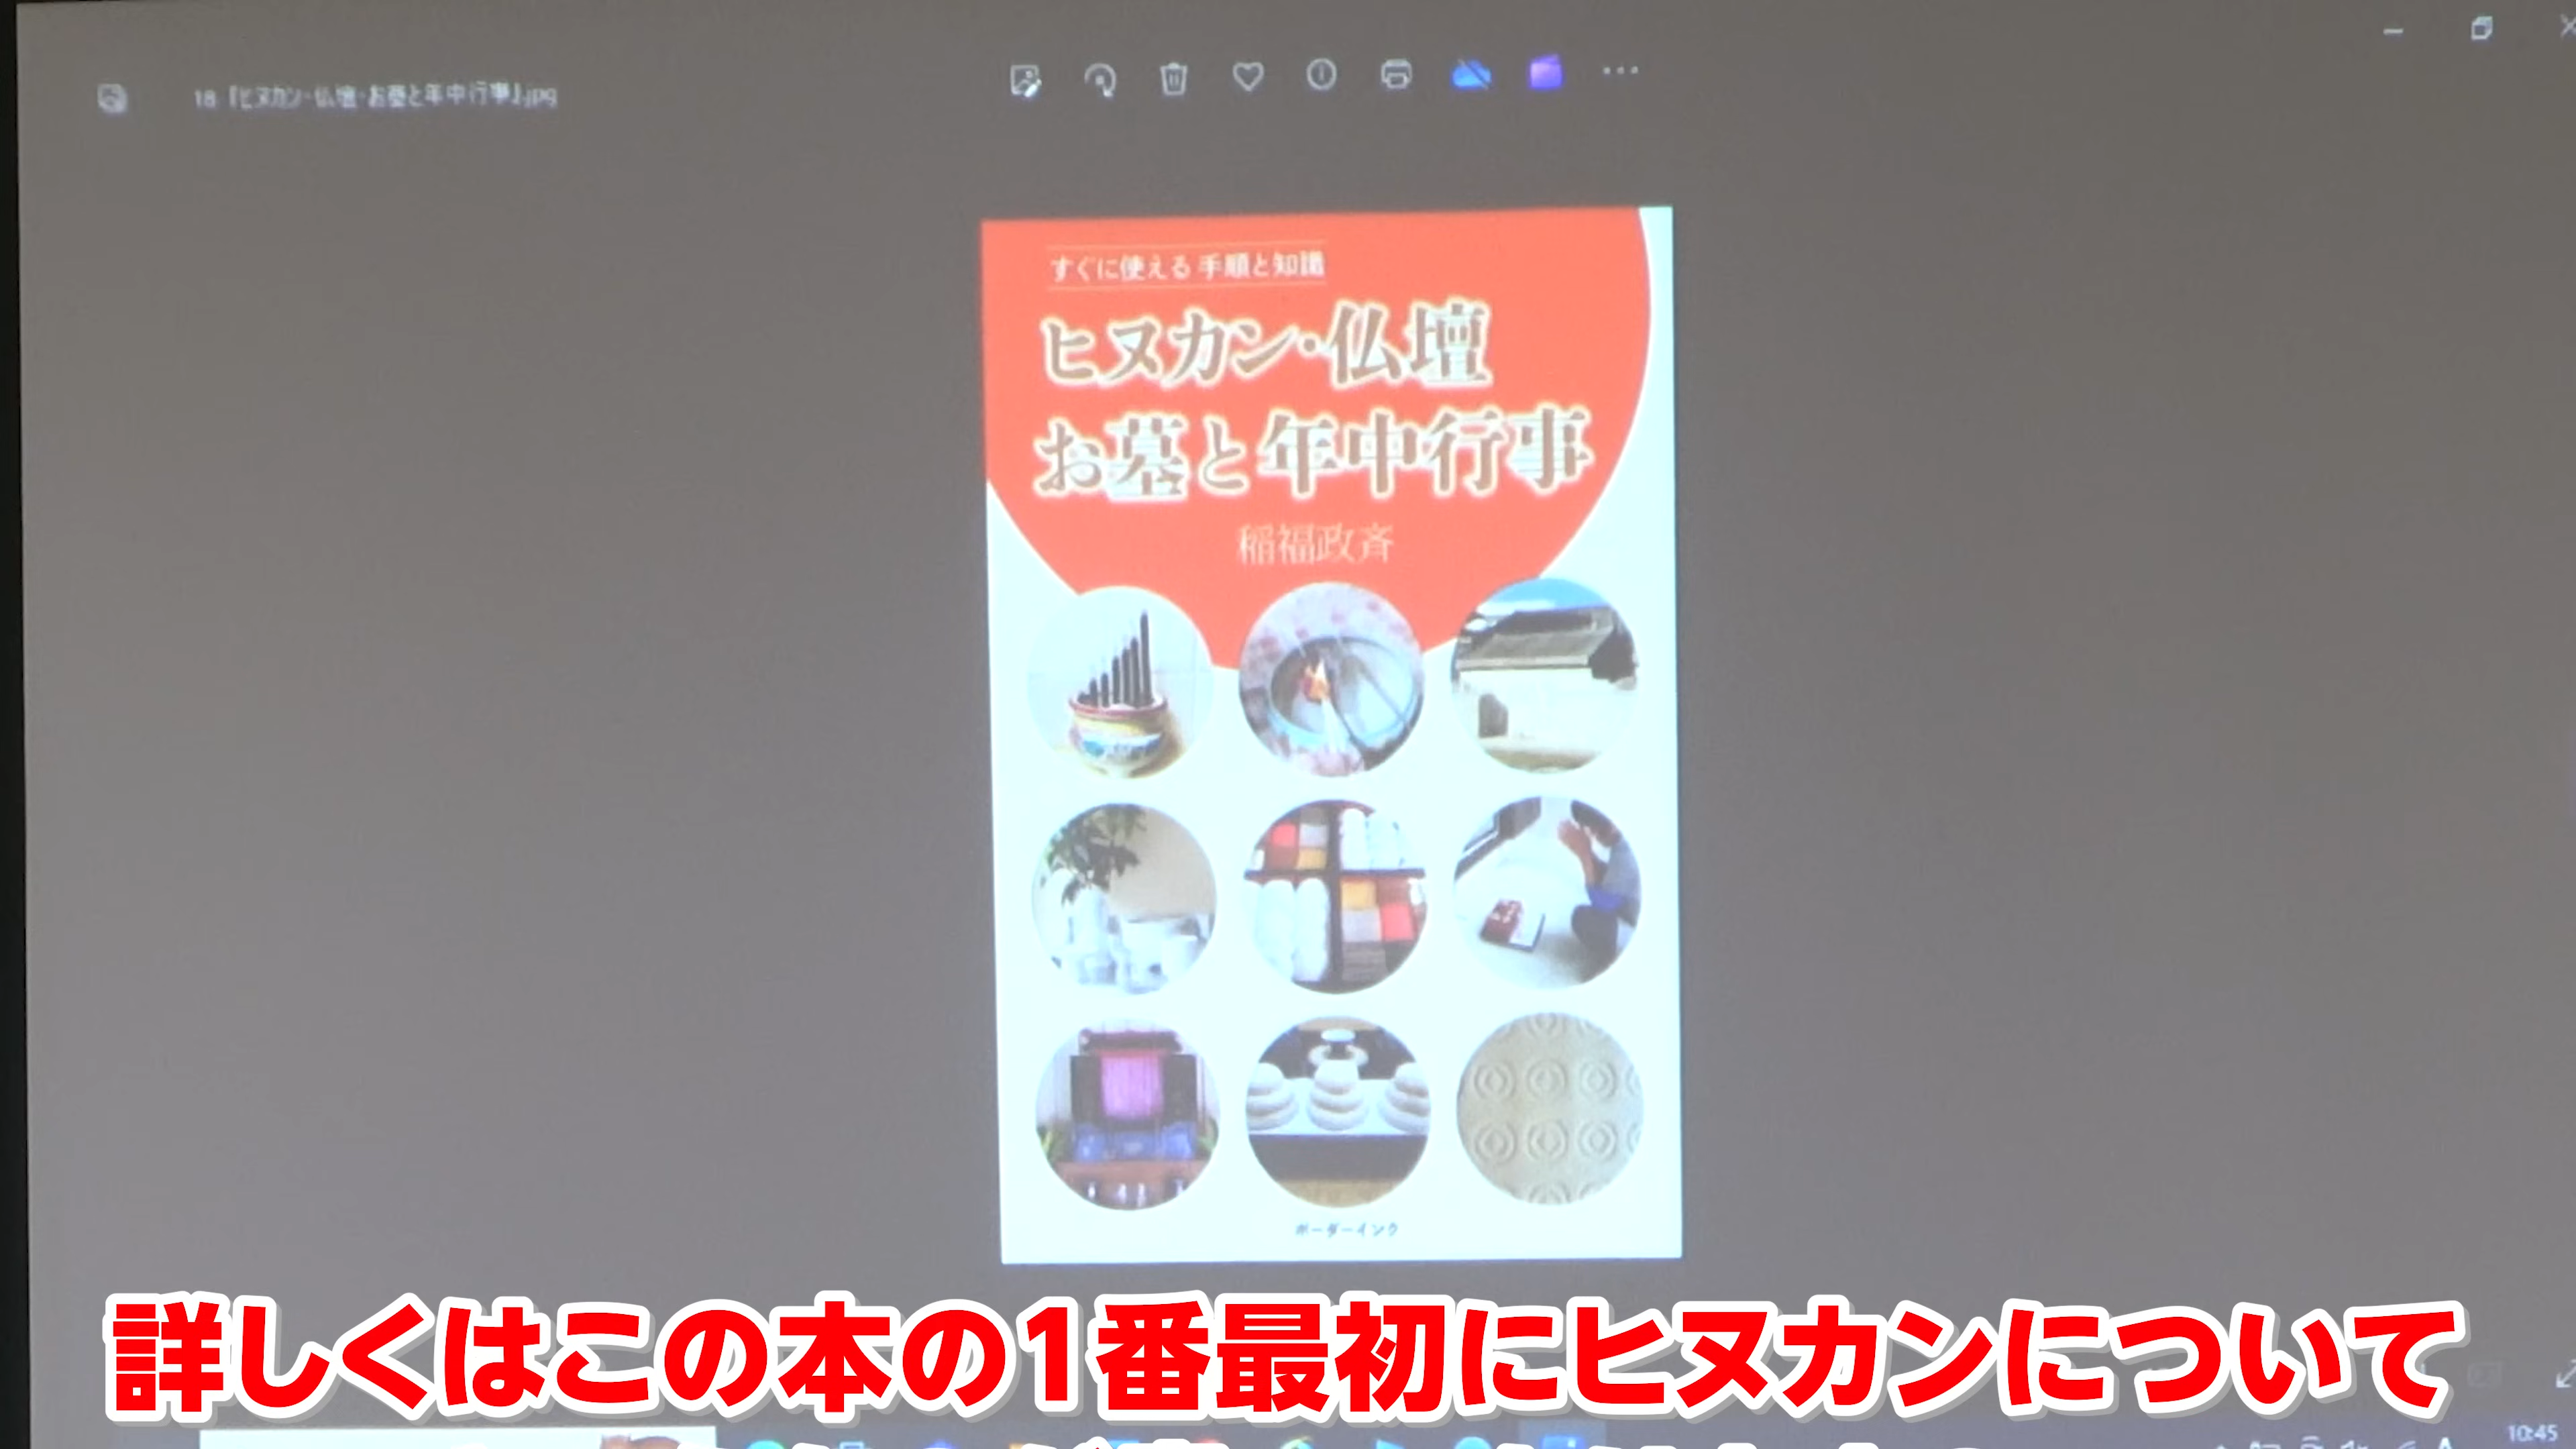 18『ヒヌカン・仏壇・お墓と年中行事』.jpg
すぐに使える 手順と知識
ヒヌカン・仏壇
お墓と年中行事
稲福政斉
ボーダーインク
詳しくはこの本の1番最初にヒヌカンについて
10:45